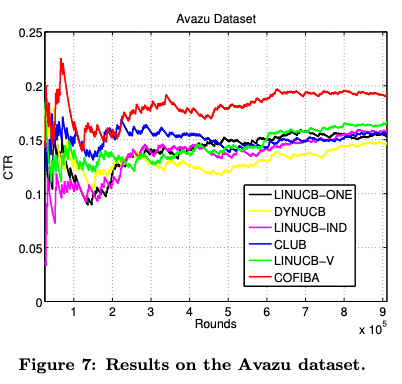 Avazu Dataset
0.25
0.2
0.15
0.1
0.05
0
CTR
LINUCB-ONE
DYNUCB
LINUCB-IND
CLUB
LINUCB-V
COFIBA
1 2 3 4 5 6 7 8 9
Rounds
x 10^5
Figure 7: Results on the Avazu dataset.